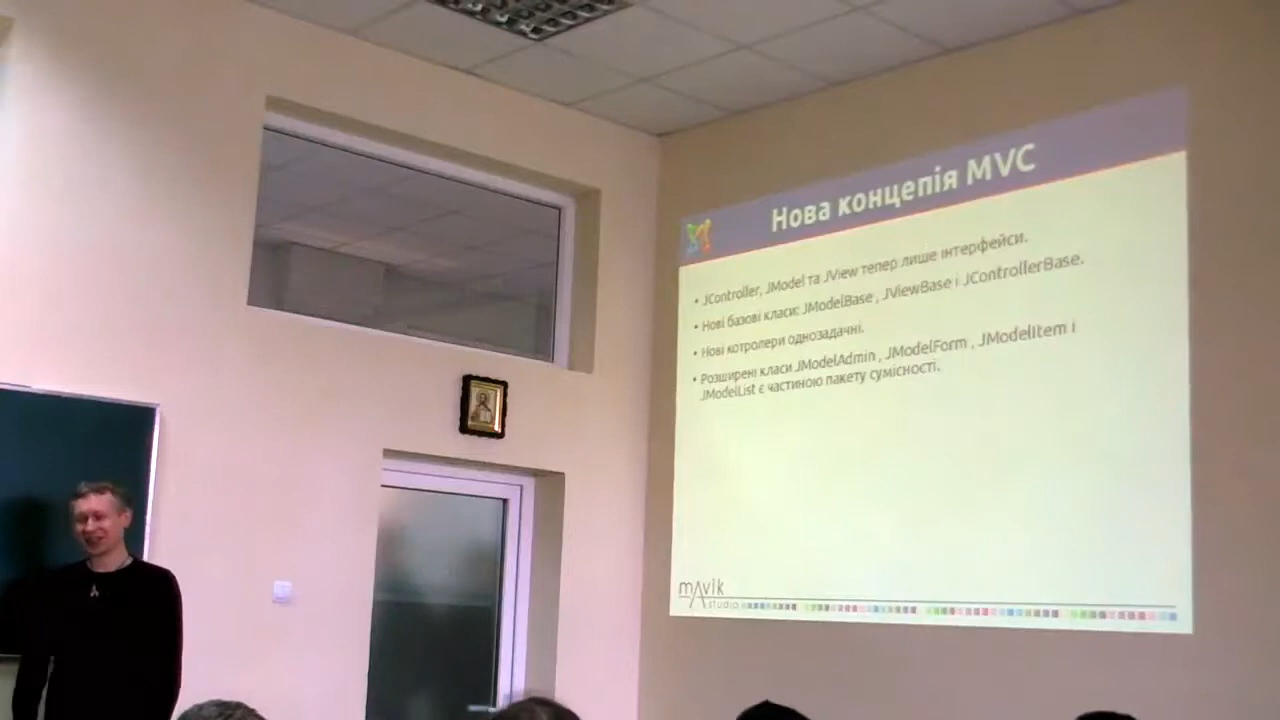 Нова концепія MVC
• JController, JModel та JView тепер лише інтерфейси.
• Нові базові класи: JModelBase , JViewBase і JControllerBase.
• Нові котролери однозадачні.
• Розширені класи JModelAdmin , JModelForm , JModelItem і
JModelList є частиною пакету сумісності.
mAvik
studio